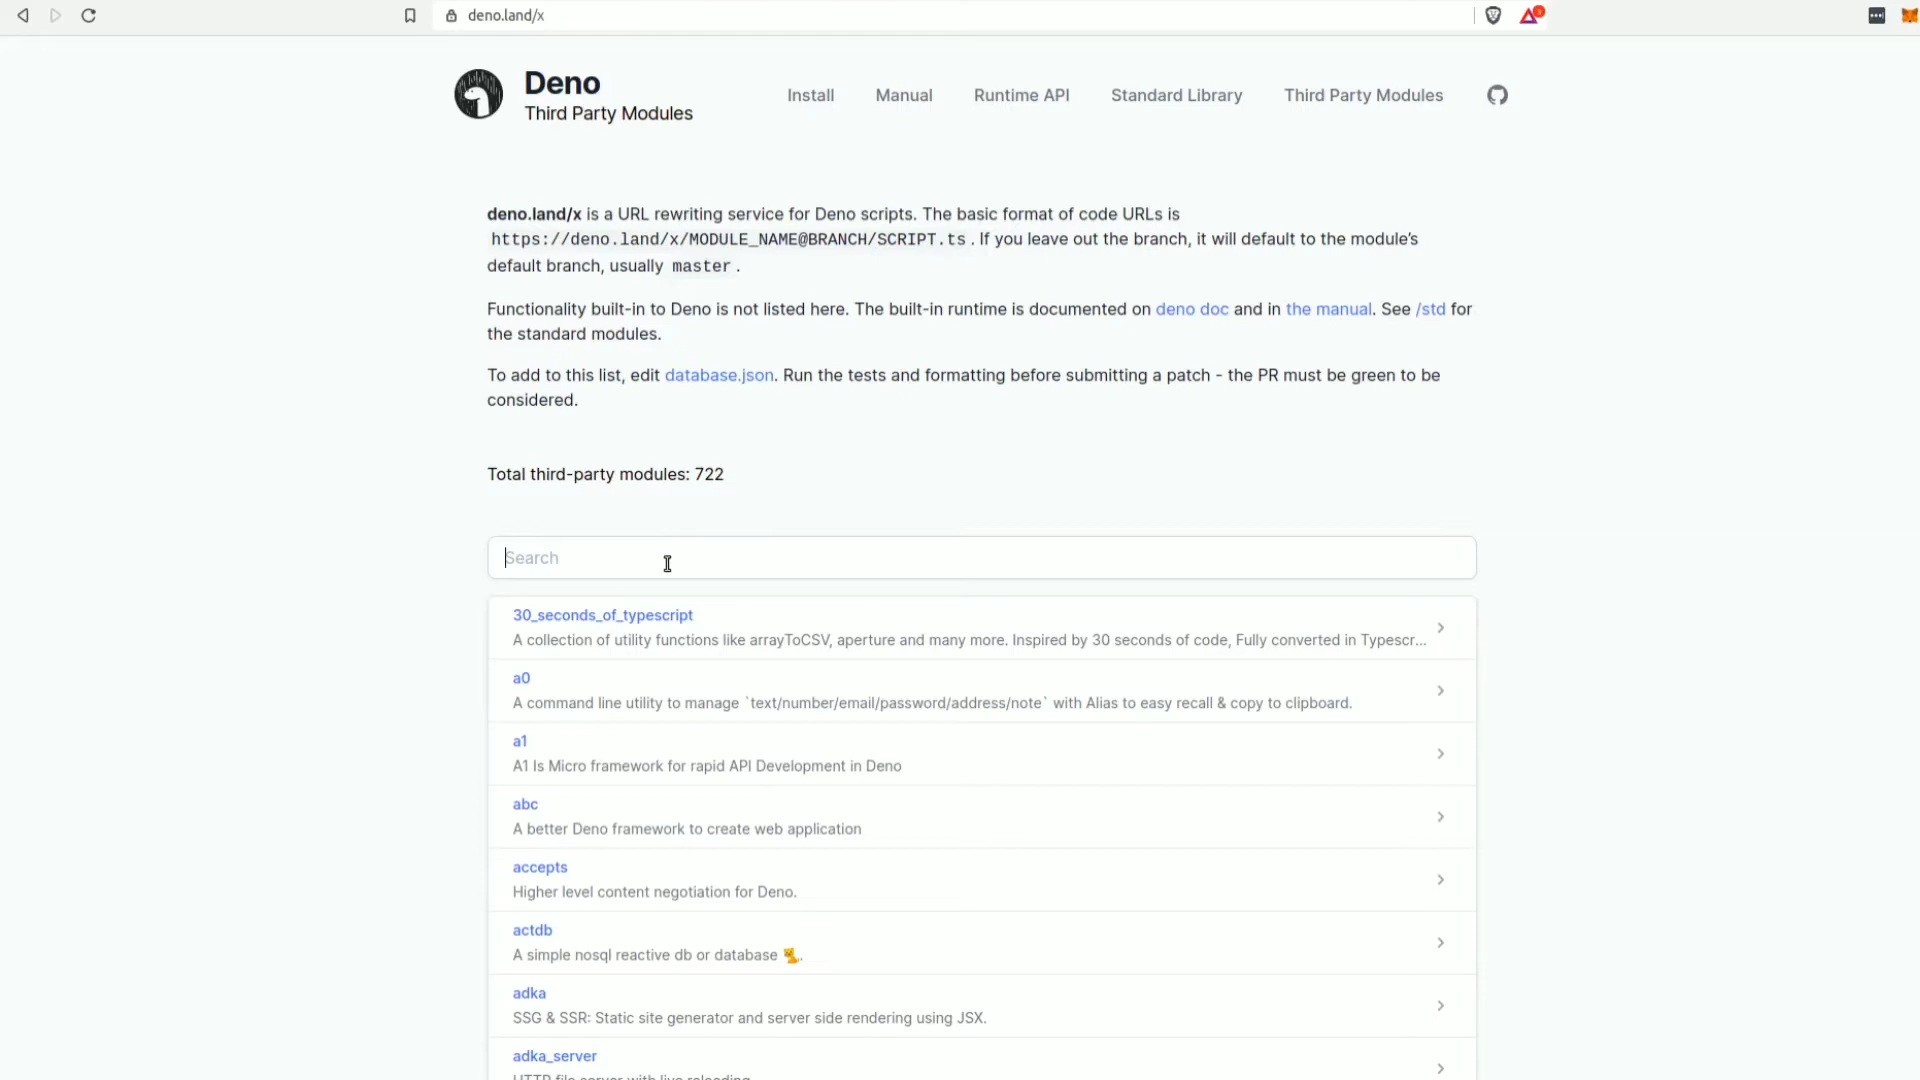 deno.land/x
Deno
Third Party Modules
Install
Manual
Runtime API
Standard Library
Third Party Modules
deno.land/x is a URL rewriting service for Deno scripts. The basic format of code URLs is
https://deno.land/x/MODULE_NAME@BRANCH/SCRIPT.ts . If you leave out the branch, it will default to the module's
default branch, usually master .
Functionality built-in to Deno is not listed here. The built-in runtime is documented on deno doc and in the manual. See /std for
the standard modules.
To add to this list, edit database.json. Run the tests and formatting before submitting a patch - the PR must be green to be
considered.
Total third-party modules: 722
Search
30_seconds_of_typescript
A collection of utility functions like arrayToCSV, aperture and many more. Inspired by 30 seconds of code, Fully converted in Typescr...
a0
A command line utility to manage `text/number/email/password/address/note` with Alias to easy recall & copy to clipboard.
a1
A1 Is Micro framework for rapid API Development in Deno
abc
A better Deno framework to create web application
accepts
Higher level content negotiation for Deno.
actdb
A simple nosql reactive db or database 🐆.
adka
SSG & SSR: Static site generator and server side rendering using JSX.
adka_server
HTTP file server with live reloading